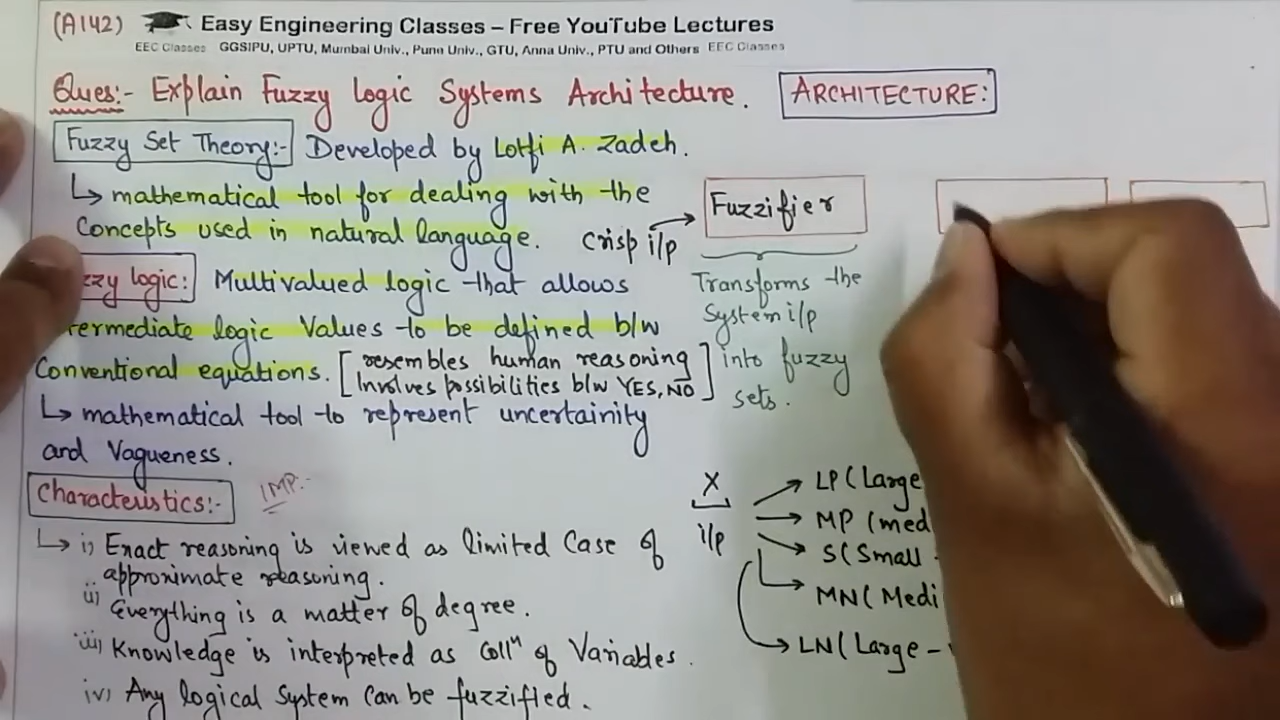 (A142) Easy Engineering Classes – Free YouTube Lectures
EEC Classes GGSIPU, UPTU, Mumbai Univ., Pune Univ., GTU, Anna Univ., PTU and Others EEC Classes
Ques:- Explain Fuzzy Logic Systems Architecture.
Fuzzy Set Theory:- Developed by Lotfi A. Zadeh.
↳ mathematical tool for dealing with the
Concepts used in natural language.
zzy logic: Multivalued logic that allows
ermediate logic Values to be defined b/w
Conventional equations. [resembles human reasoning
Involves possibilities b/w YES, NO]
↳ mathematical tool to represent uncertainity
and Vagueness.
Characteristics:- IMP:-
↳ i) Exact reasoning is viewed as limited Case of
approximate reasoning.
ii) Everything is a matter of degree.
iii) Knowledge is interpreted as Collⁿ of Variables.
iv) Any logical System Can be fuzzified.
ARCHITECTURE:
Crisp i/p → Fuzzifier
Transforms the
System i/p
into fuzzy
sets.
X
i/p
→ LP (Large
→ MP (med
→ S (Small
→ MN (Medi
→ LN (Large -